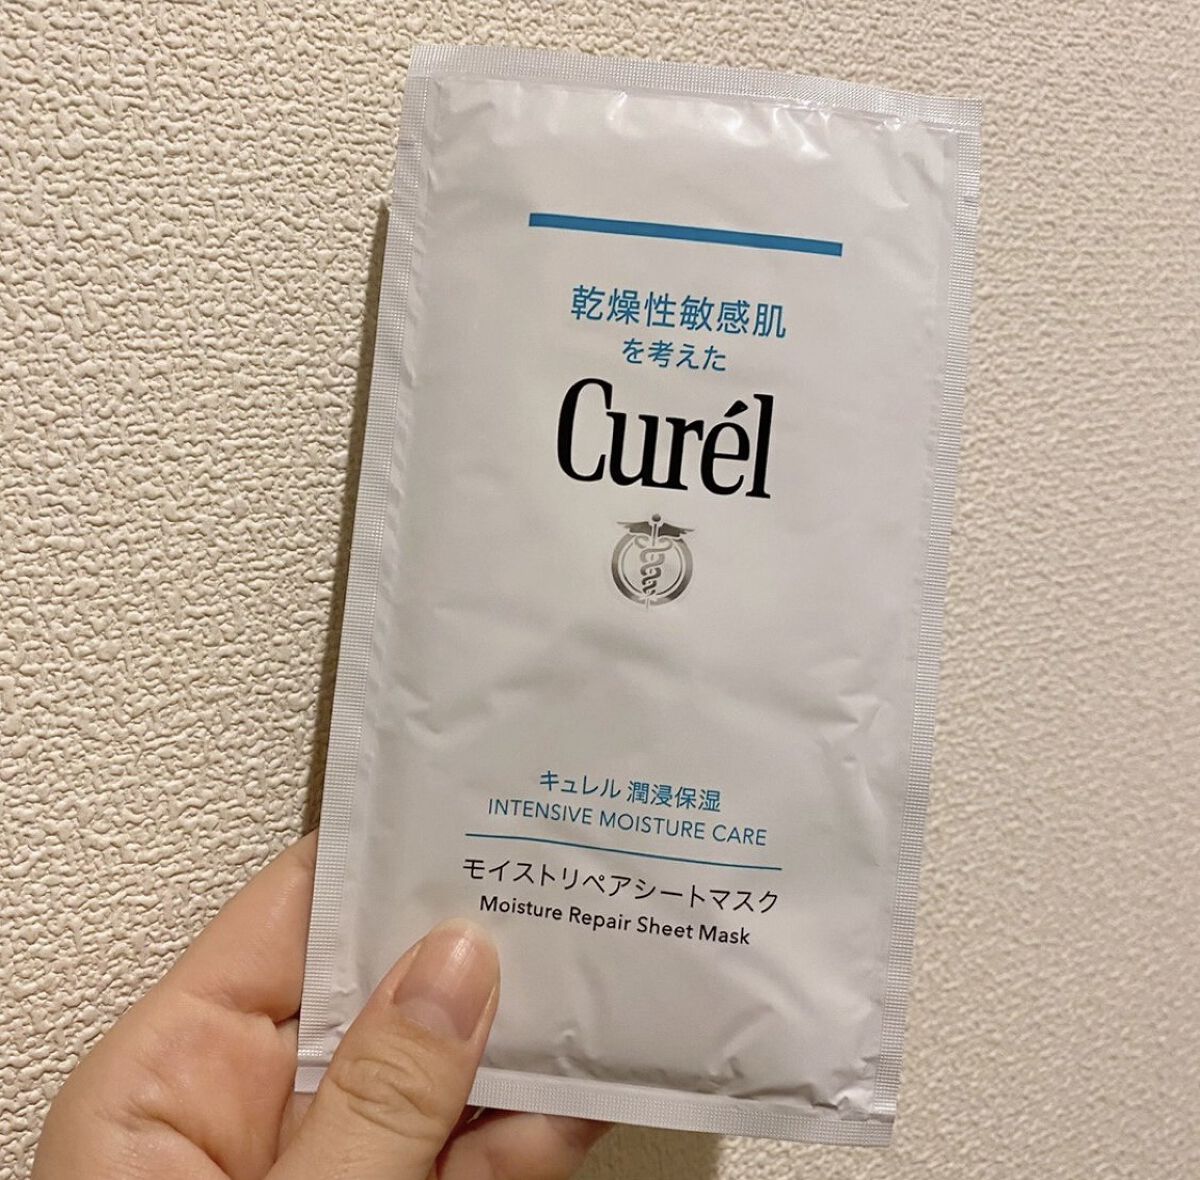 乾燥性敏感肌
を考えた
Curél
キュレル 潤浸保湿
INTENSIVE MOISTURE CARE
モイストリペアシートマスク
Moisture Repair Sheet Mask